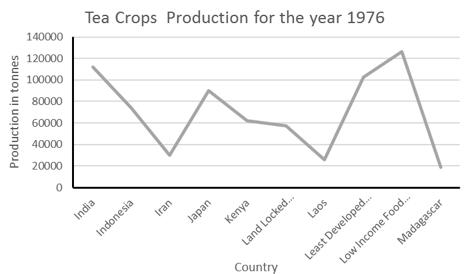 Tea Crops Production for the year 1976
Production in tonnes
140000
120000
100000
80000
60000
40000
20000
0
India
Indonesia
Iran
Japan
Kenya
Land Locked...
Laos
Least Developed...
Low Income Food...
Madagascar
Country